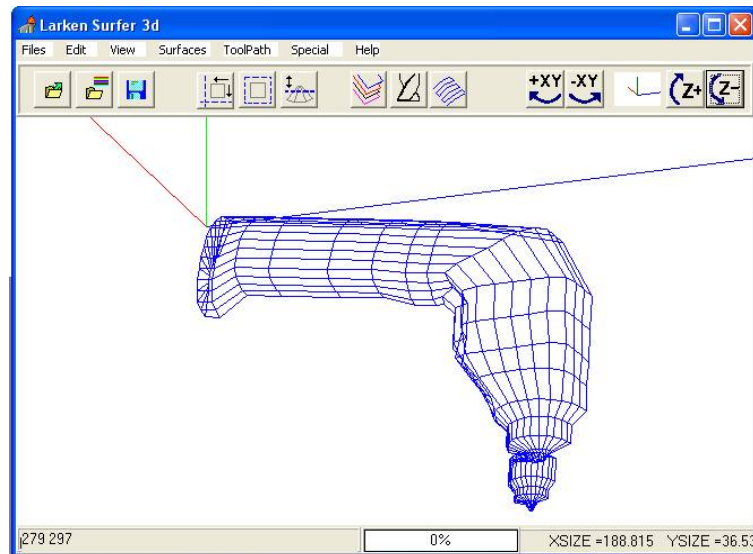 Larken Surfer 3d
Files Edit View Surfaces ToolPath Special Help
+XY -XY Z+ Z-
279 297 0% XSIZE =188.815 YSIZE =36.53